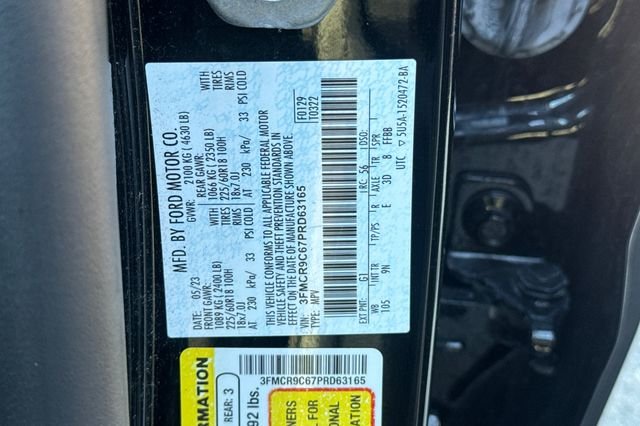 MFD. BY FORD MOTOR CO.
05/23 GVWR: 2100 KG ( 4630 LB)
FRONT GAWR: REAR GAWR: WITH
1089 KG (2400 LB) 1066 KG (2350 LB) TIRES
225/60R18 100H 225/60R18 100H RIMS
18x7.0J 18x7.0J
AT 230 kPa/ 33 PSI COLD AT 230 kPa/ 33 PSI COLD
WITH
TIRES
RIMS
THIS VEHICLE CONFORMS TO ALL APPLICABLE FEDERAL MOTOR
VEHICLE SAFETY AND THEFT PREVENTION STANDARDS IN
EFFECT ON THE DATE OF MANUFACTURE SHOWN ABOVE.
VIN: 3FMCR9C67PRD63165
TYPE: MPV
F0129
T0322
EXT PNT: G1 RC: 56 DSO:
WB INT TR TP/PS R AXLE TR SPR
105 9N E 3D 8 FFBB
UTC ▽ 5U5A-1520472-BA
3FMCR9C67PRD63165
REAR: 3